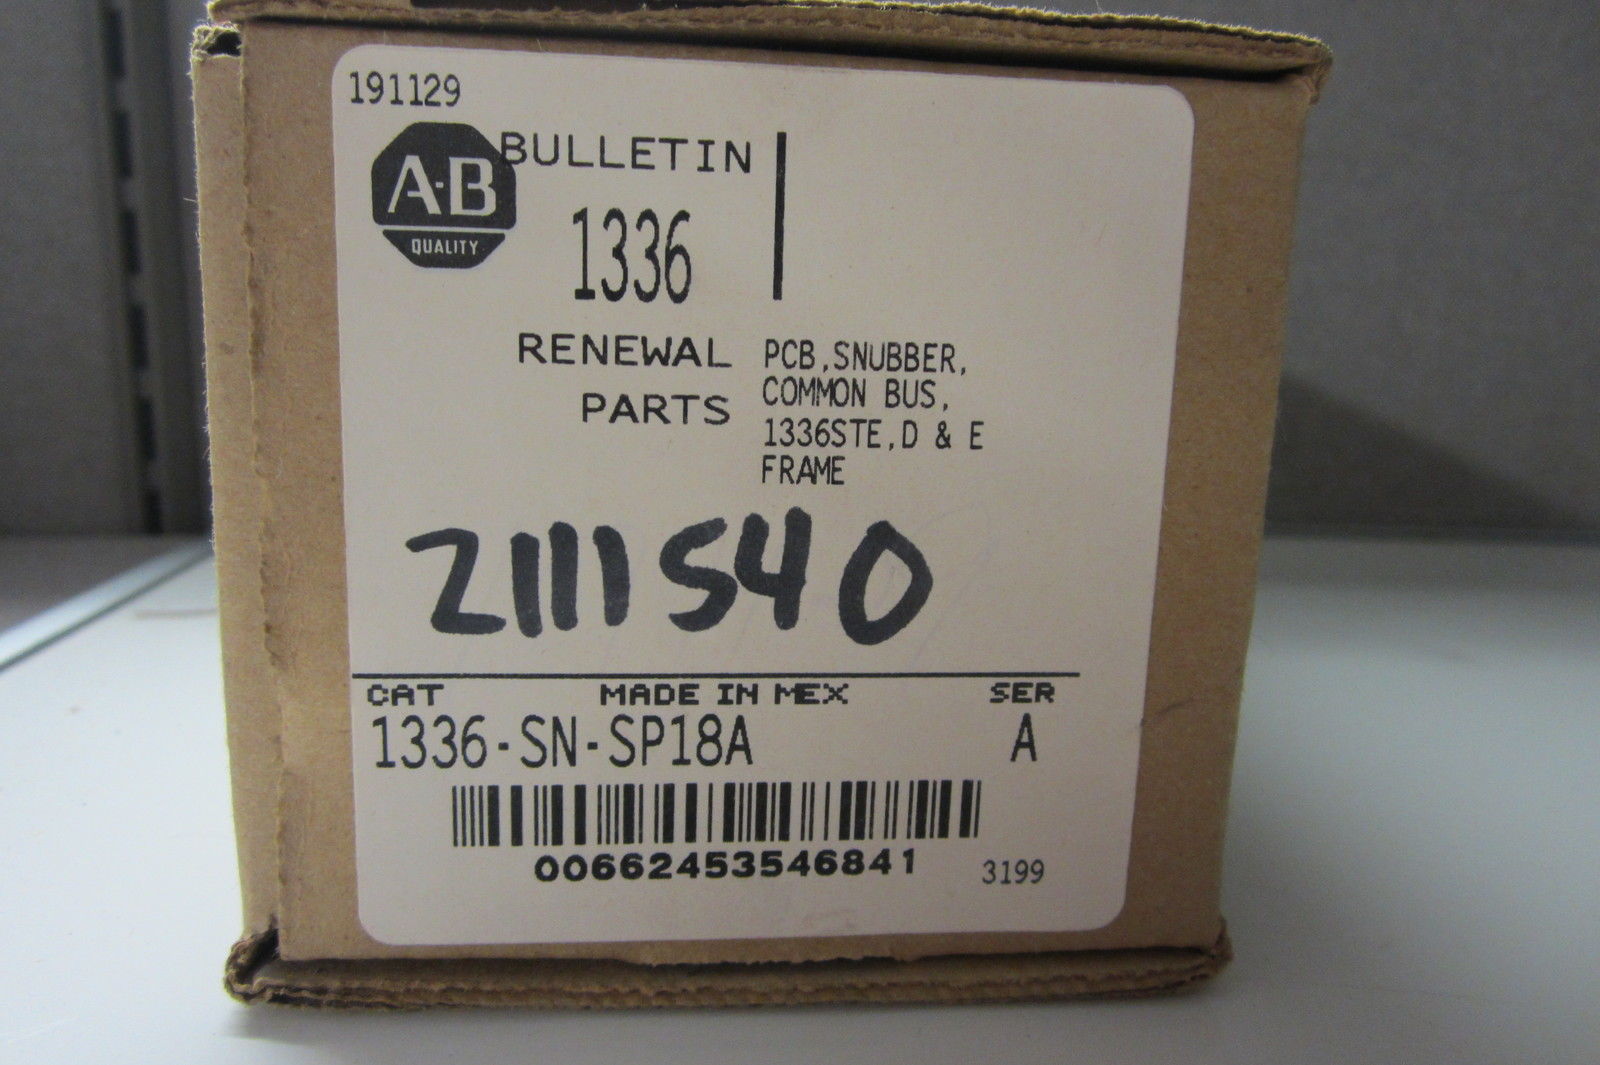 191129
A-B
QUALITY
BULLETIN
1336
RENEWAL
PARTS
PCB,SNUBBER,
COMMON BUS,
1336STE,D & E
FRAME
2111540
CAT MADE IN MEX SER
1336-SN-SP18A A
00662453546841
3199